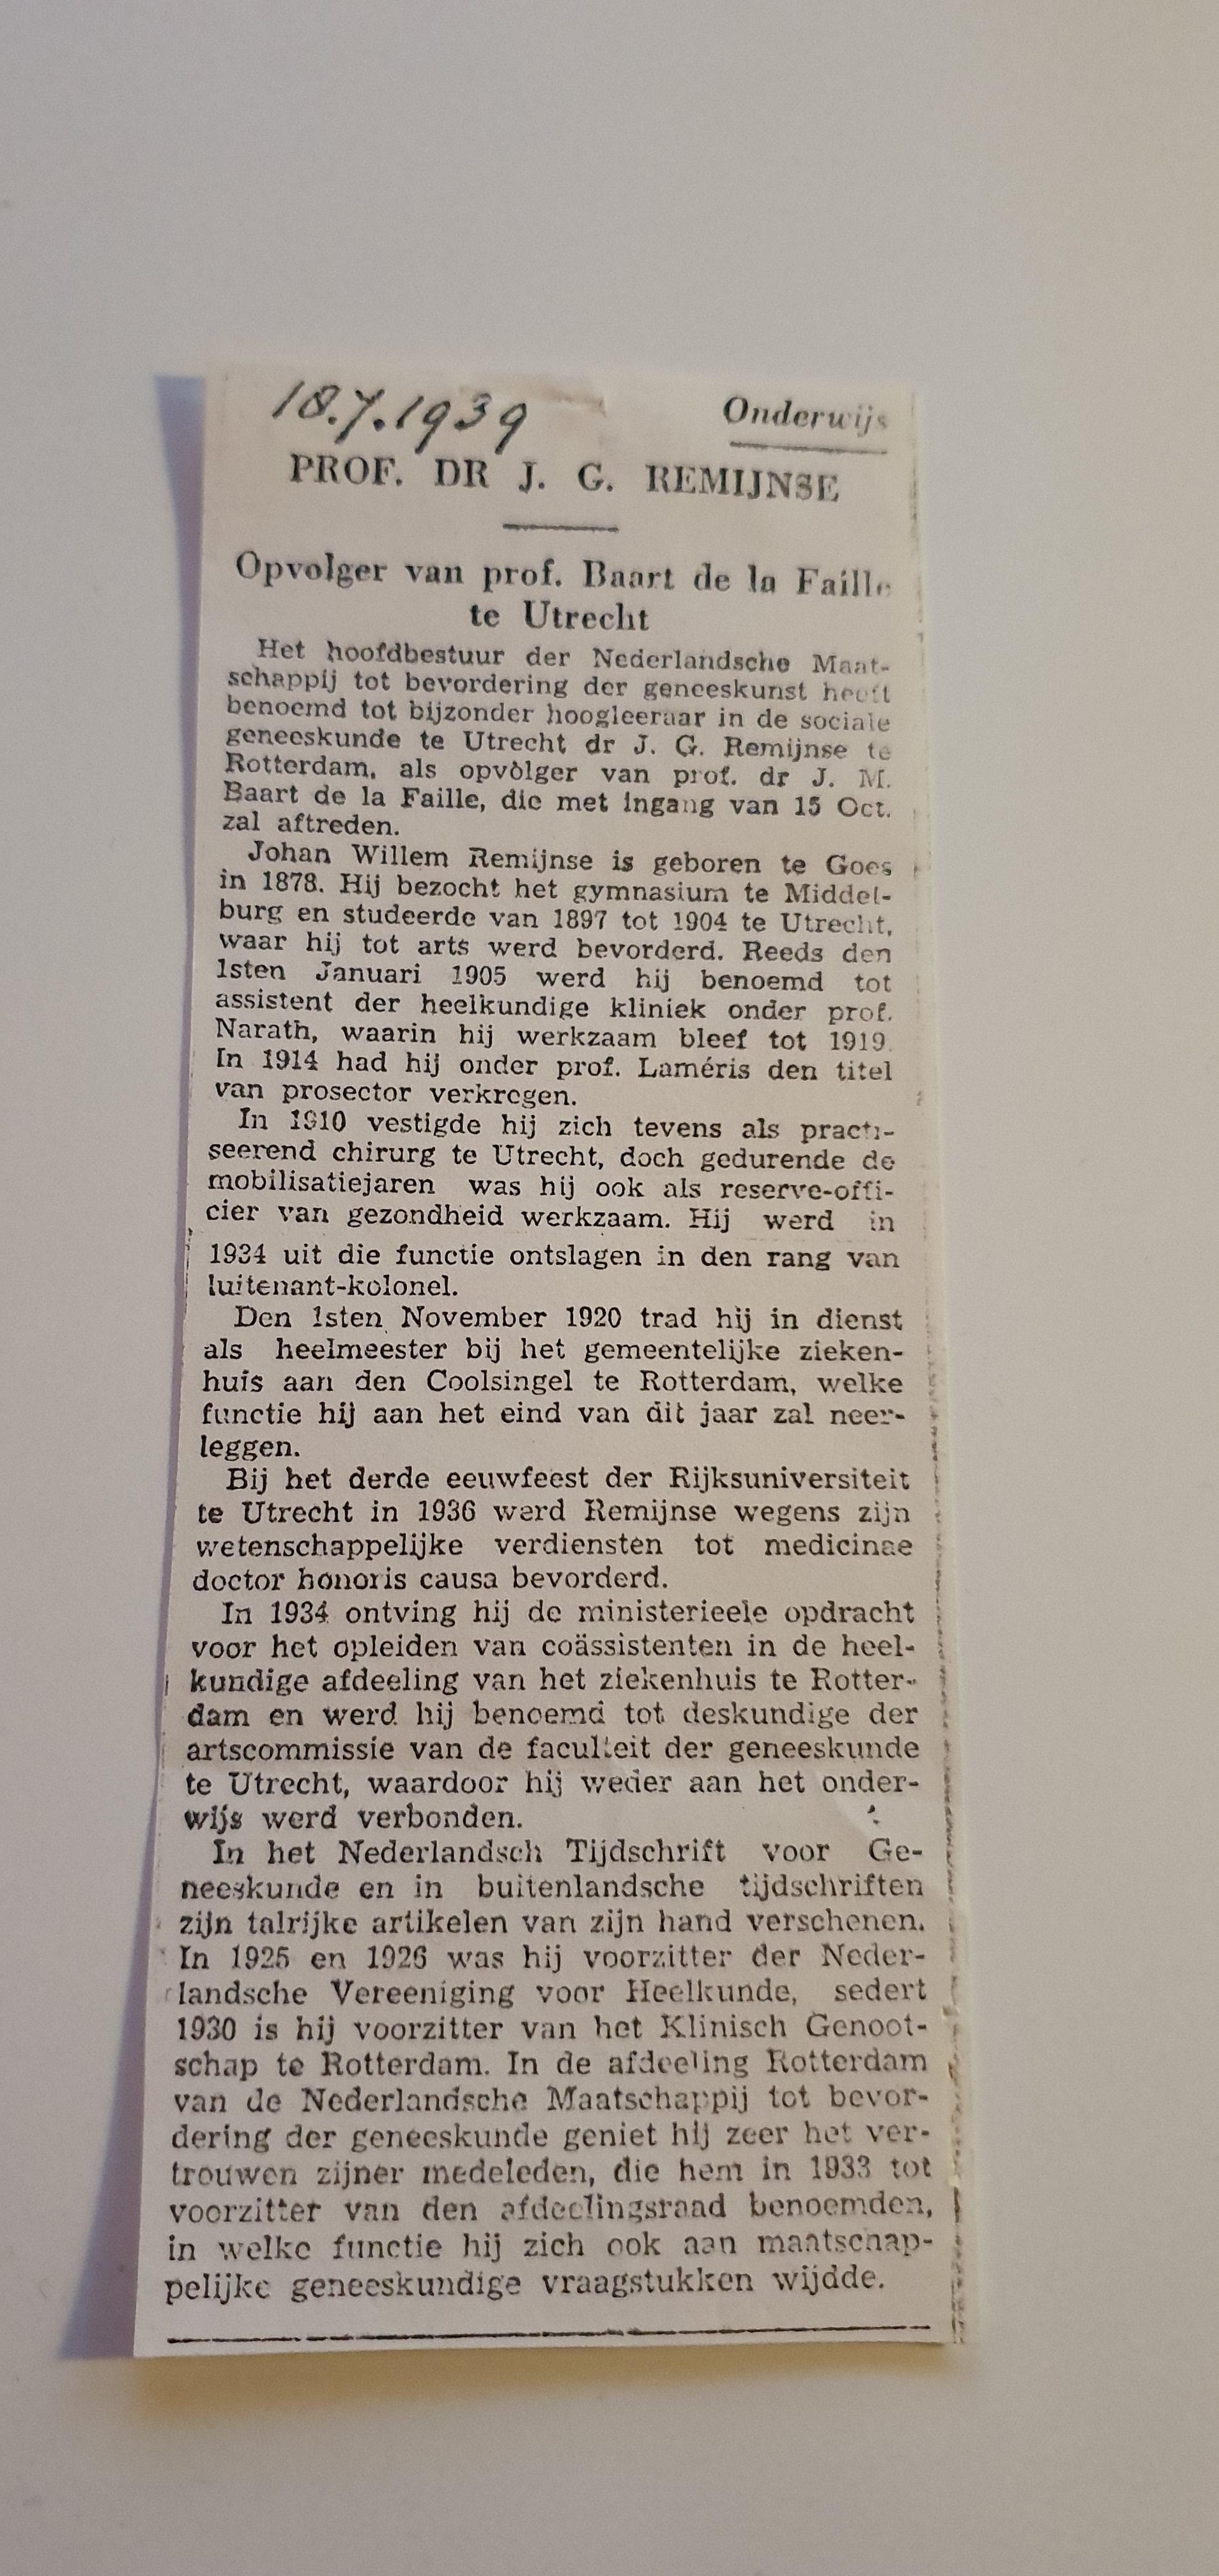 18.7.1939
Onderwijs
PROF. DR J. G. REMIJNSE
Opvolger van prof. Baart de la Faille
te Utrecht
Het hoofdbestuur der Nederlandsche Maat-
schappij tot bevordering der geneeskunst heeft
benoemd tot bijzonder hoogleeraar in de sociale
geneeskunde te Utrecht dr J. G. Remijnse te
Rotterdam, als opvòlger van prof. dr J. M.
Baart de la Faille, die met ingang van 15 Oct.
zal aftreden.
Johan Willem Remijnse is geboren te Goes
in 1878. Hij bezocht het gymnasium te Middel-
burg en studeerde van 1897 tot 1904 te Utrecht,
waar hij tot arts werd bevorderd. Reeds den
1sten Januari 1905 werd hij benoemd tot
assistent der heelkundige kliniek onder prof.
Narath, waarin hij werkzaam bleef tot 1919.
In 1914 had hij onder prof. Laméris den titel
van prosector verkregen.
In 1910 vestigde hij zich tevens als practi-
seerend chirurg te Utrecht, doch gedurende de
mobilisatiejaren was hij ook als reserve-offi-
cier van gezondheid werkzaam. Hij werd in
1934 uit die functie ontslagen in den rang van
luitenant-kolonel.
Den 1sten November 1920 trad hij in dienst
als heelmeester bij het gemeentelijke zieken-
huis aan den Coolsingel te Rotterdam, welke
functie hij aan het eind van dit jaar zal neer-
leggen.
Bij het derde eeuwfeest der Rijksuniversiteit
te Utrecht in 1936 werd Remijnse wegens zijn
wetenschappelijke verdiensten tot medicinae
doctor honoris causa bevorderd.
In 1934 ontving hij de ministerieele opdracht
voor het opleiden van coässistenten in de heel-
kundige afdeeling van het ziekenhuis te Rotter-
dam en werd hij benoemd tot deskundige der
artscommissie van de faculteit der geneeskunde
te Utrecht, waardoor hij weder aan het onder-
wijs werd verbonden.
In het Nederlandsch Tijdschrift voor Ge-
neeskunde en in buitenlandsche tijdschriften
zijn talrijke artikelen van zijn hand verschenen.
In 1925 en 1926 was hij voorzitter der Neder-
landsche Vereeniging voor Heelkunde, sedert
1930 is hij voorzitter van het Klinisch Genoot-
schap te Rotterdam. In de afdeeling Rotterdam
van de Nederlandsche Maatschappij tot bevor-
dering der geneeskunde geniet hij zeer het ver-
trouwen zijner medeleden, die hem in 1933 tot
voorzitter van den afdeelingsraad benoemden,
in welke functie hij zich ook aan maatschap-
pelijke geneeskundige vraagstukken wijdde.